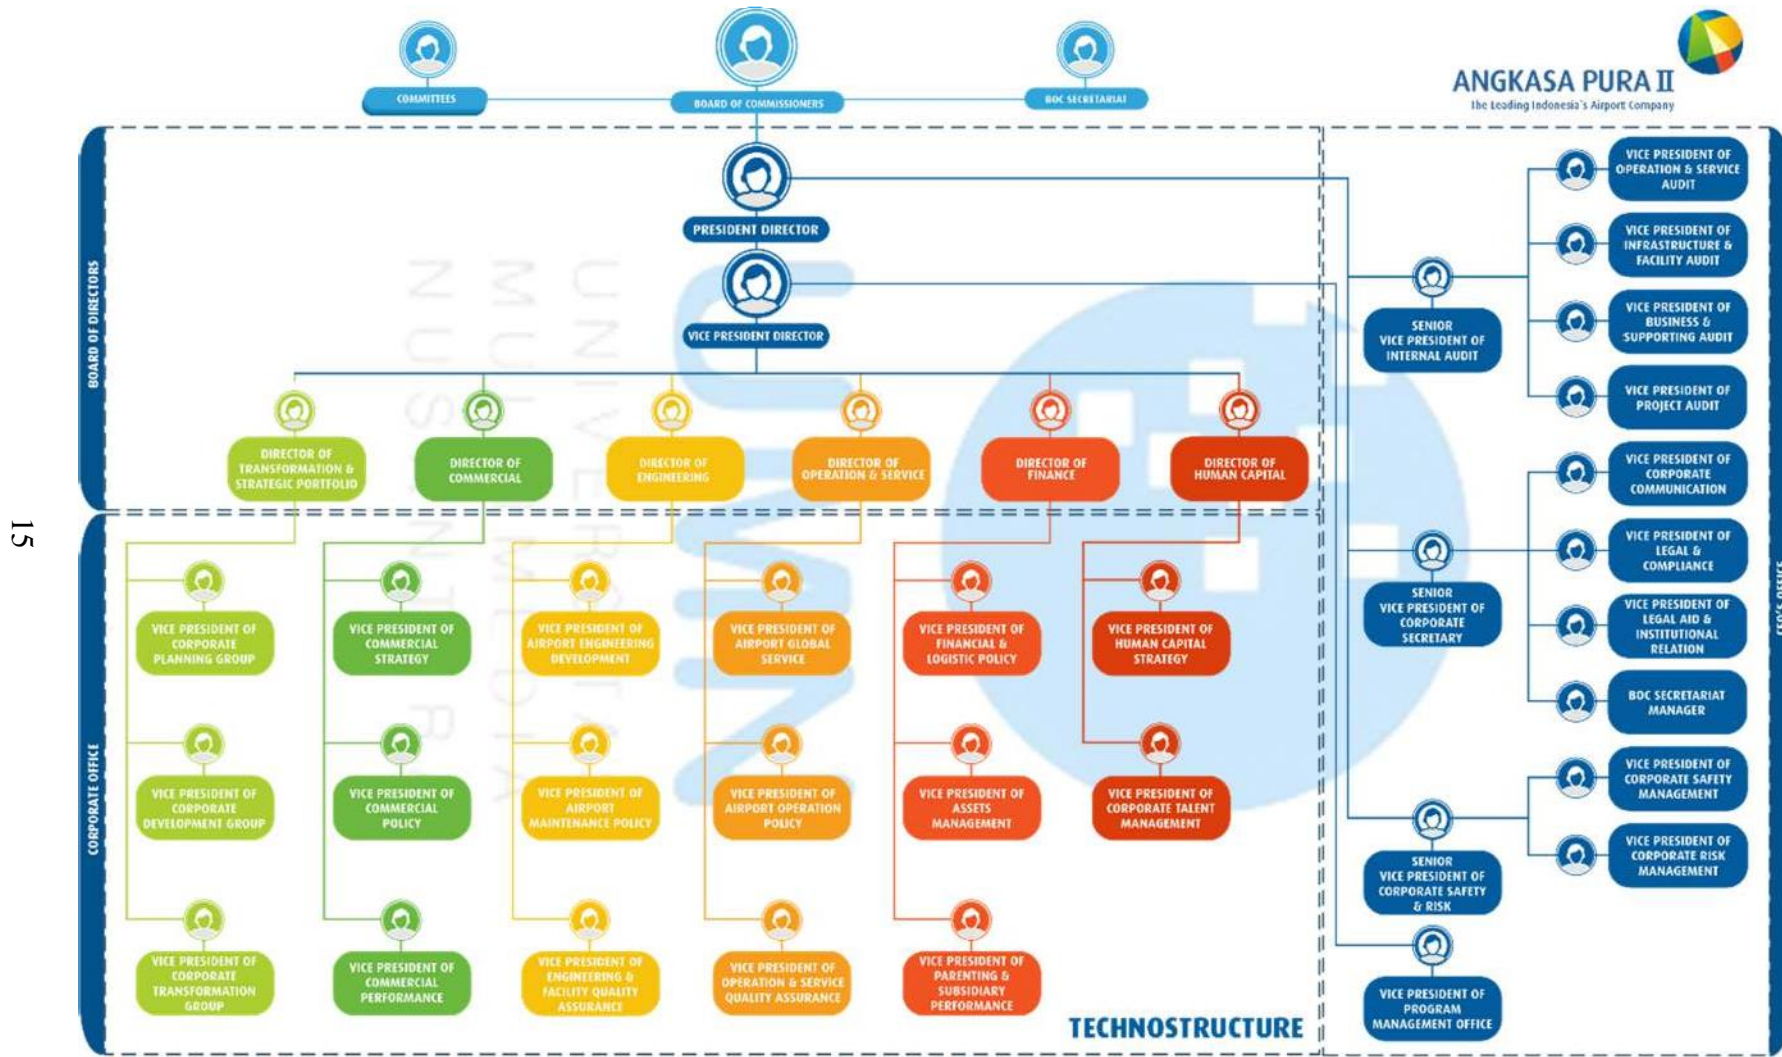 COMMITTEES
BOARD OF COMMISSIONERS
BOC SECRETARIAT
ANGKASA PURA II
the Leading Indonesia's Airport Company
BOARD OF DIRECTORS
PRESIDENT DIRECTOR
VICE PRESIDENT DIRECTOR
DIRECTOR OF
TRANSFORMATION &
STRATEGIC PORTFOLIO
DIRECTOR OF
COMMERCIAL
DIRECTOR OF
ENGINEERING
DIRECTOR OF
OPERATION & SERVICE
DIRECTOR OF
FINANCE
DIRECTOR OF
HUMAN CAPITAL
CORPORATE OFFICE
VICE PRESIDENT OF
CORPORATE
PLANNING GROUP
VICE PRESIDENT OF
COMMERCIAL
STRATEGY
VICE PRESIDENT OF
AIRPORT ENGINEERING
DEVELOPMENT
VICE PRESIDENT OF
AIRPORT GLOBAL
SERVICE
VICE PRESIDENT OF
FINANCIAL &
LOGISTIC POLICY
VICE PRESIDENT OF
HUMAN CAPITAL
STRATEGY
VICE PRESIDENT OF
CORPORATE
DEVELOPMENT GROUP
VICE PRESIDENT OF
COMMERCIAL
POLICY
VICE PRESIDENT OF
AIRPORT
MAINTENANCE POLICY
VICE PRESIDENT OF
AIRPORT OPERATION
POLICY
VICE PRESIDENT OF
ASSETS
MANAGEMENT
VICE PRESIDENT OF
CORPORATE TALENT
MANAGEMENT
VICE PRESIDENT OF
CORPORATE
TRANSFORMATION
GROUP
VICE PRESIDENT OF
COMMERCIAL
PERFORMANCE
VICE PRESIDENT OF
ENGINEERING &
FACILITY QUALITY
ASSURANCE
VICE PRESIDENT OF
OPERATION & SERVICE
QUALITY ASSURANCE
VICE PRESIDENT OF
PARENTING &
SUBSIDIARY
PERFORMANCE
TECHNOSTRUCTURE
SENIOR
VICE PRESIDENT OF
INTERNAL AUDIT
VICE PRESIDENT OF
OPERATION & SERVICE
AUDIT
VICE PRESIDENT OF
INFRASTRUCTURE &
FACILITY AUDIT
VICE PRESIDENT OF
BUSINESS &
SUPPORTING AUDIT
VICE PRESIDENT OF
PROJECT AUDIT
SENIOR
VICE PRESIDENT OF
CORPORATE
SECRETARY
VICE PRESIDENT OF
CORPORATE
COMMUNICATION
VICE PRESIDENT OF
LEGAL &
COMPLIANCE
VICE PRESIDENT OF
LEGAL AID &
INSTITUTIONAL
RELATION
BOC SECRETARIAT
MANAGER
SENIOR
VICE PRESIDENT OF
CORPORATE SAFETY
& RISK
VICE PRESIDENT OF
CORPORATE SAFETY
MANAGEMENT
VICE PRESIDENT OF
CORPORATE RISK
MANAGEMENT
VICE PRESIDENT OF
PROGRAM
MANAGEMENT OFFICE
UMN
UNIVERSITAS
MULTIMEDIA
NUSANTARA
15